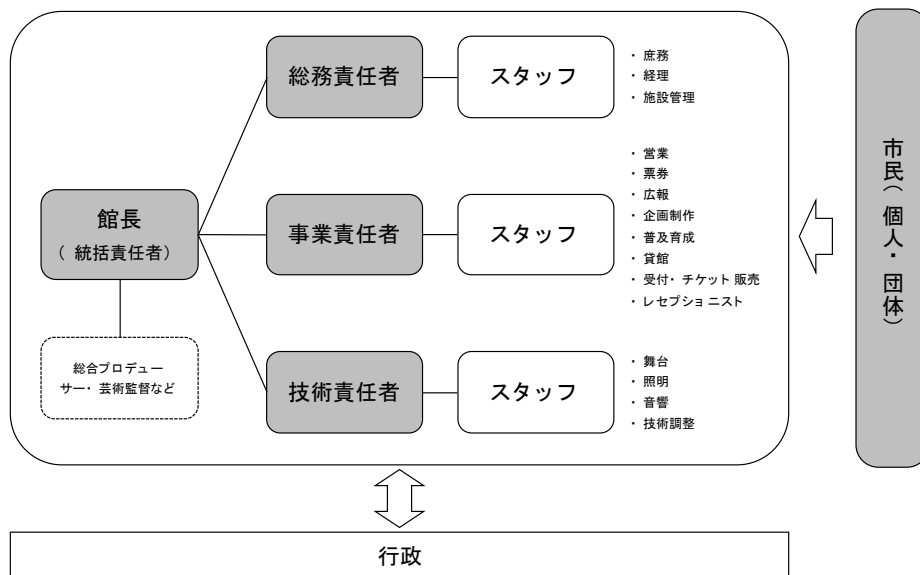 総務責任者
スタッフ
・ 庶務
・ 経理
・ 施設管理
館長
（ 統括責任者）
総合プロデュー
サー・ 芸術監督など
事業責任者
スタッフ
・ 営業
・ 票券
・ 広報
・ 企画制作
・ 普及育成
・ 貸館
・ 受付・ チケット 販売
・ レセプショ ニスト
技術責任者
スタッフ
・ 舞台
・ 照明
・ 音響
・ 技術調整
市民（ 個人・ 団体）
行政